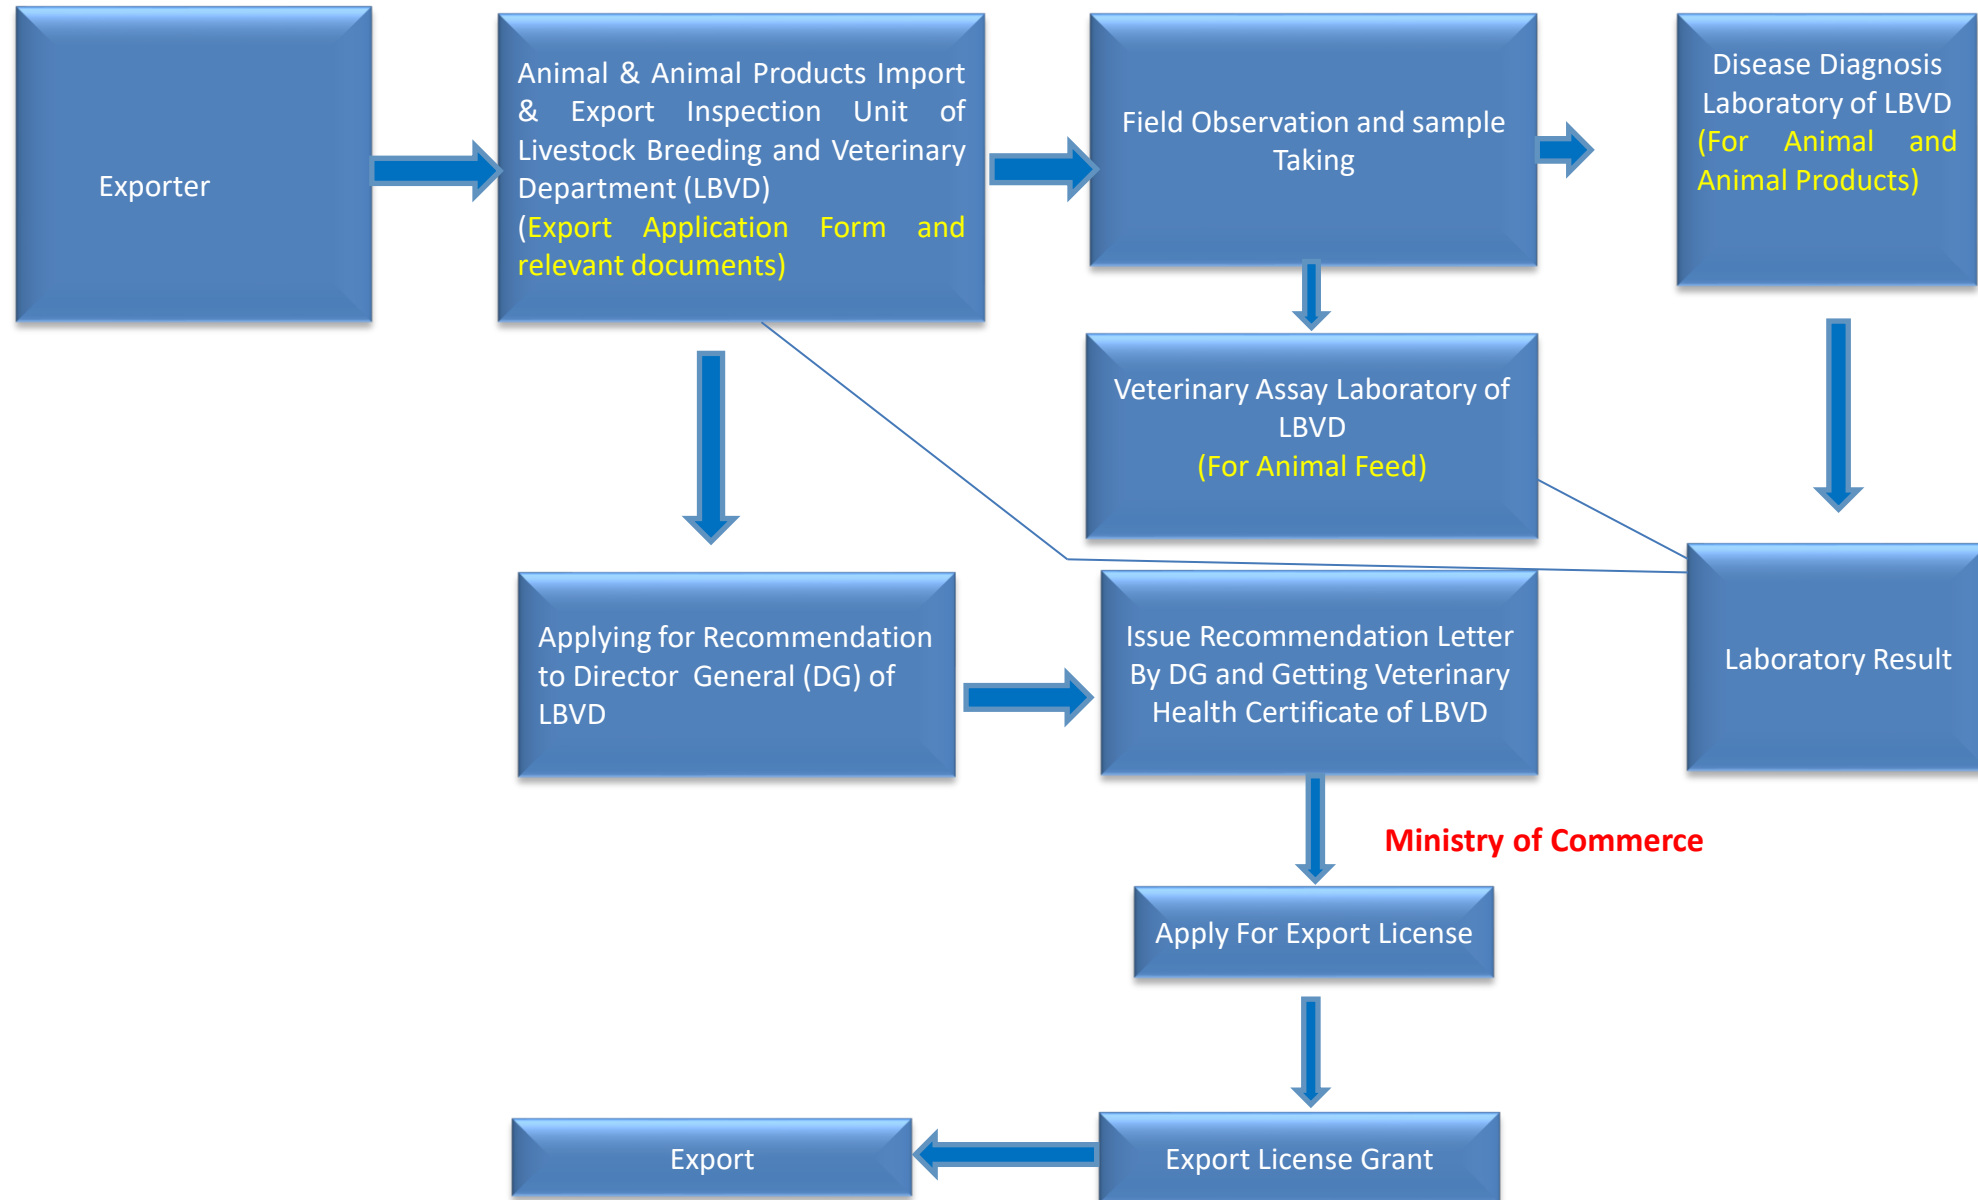 Exporter
Animal & Animal Products Import
& Export Inspection Unit of
Livestock Breeding and Veterinary
Department (LBVD)
(Export Application Form and
relevant documents)
Field Observation and sample
Taking
Disease Diagnosis
Laboratory of LBVD
(For Animal and
Animal Products)
Veterinary Assay Laboratory of
LBVD
(For Animal Feed)
Applying for Recommendation
to Director General (DG) of
LBVD
Issue Recommendation Letter
By DG and Getting Veterinary
Health Certificate of LBVD
Laboratory Result
Ministry of Commerce
Apply For Export License
Export
Export License Grant